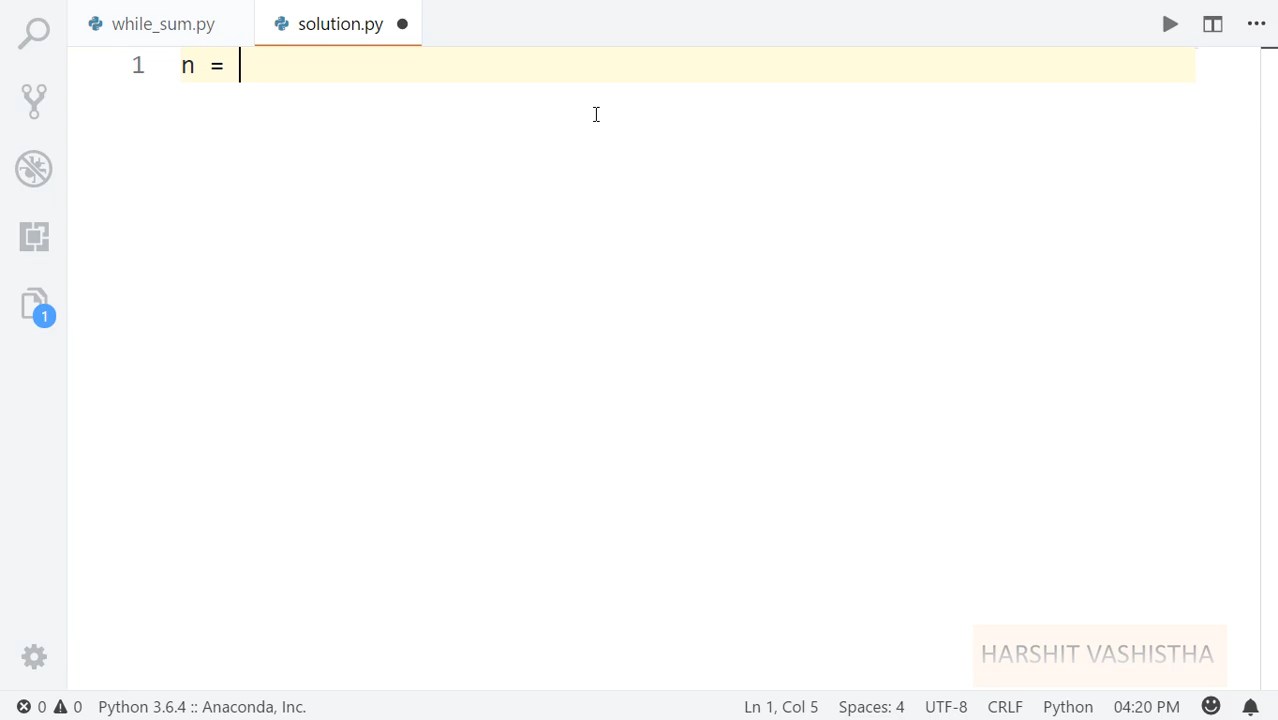 while_sum.py
solution.py
1 n =
1
HARSHIT VASHISTHA
0 0 Python 3.6.4 :: Anaconda, Inc. Ln 1, Col 5 Spaces: 4 UTF-8 CRLF Python 04:20 PM